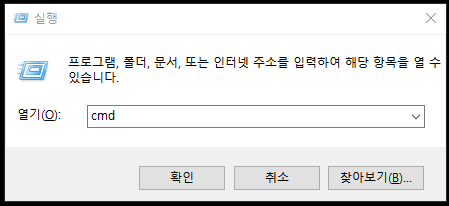 실행
프로그램, 폴더, 문서, 또는 인터넷 주소를 입력하여 해당 항목을 열 수
있습니다.
열기(O): cmd
확인 취소 찾아보기(B)...